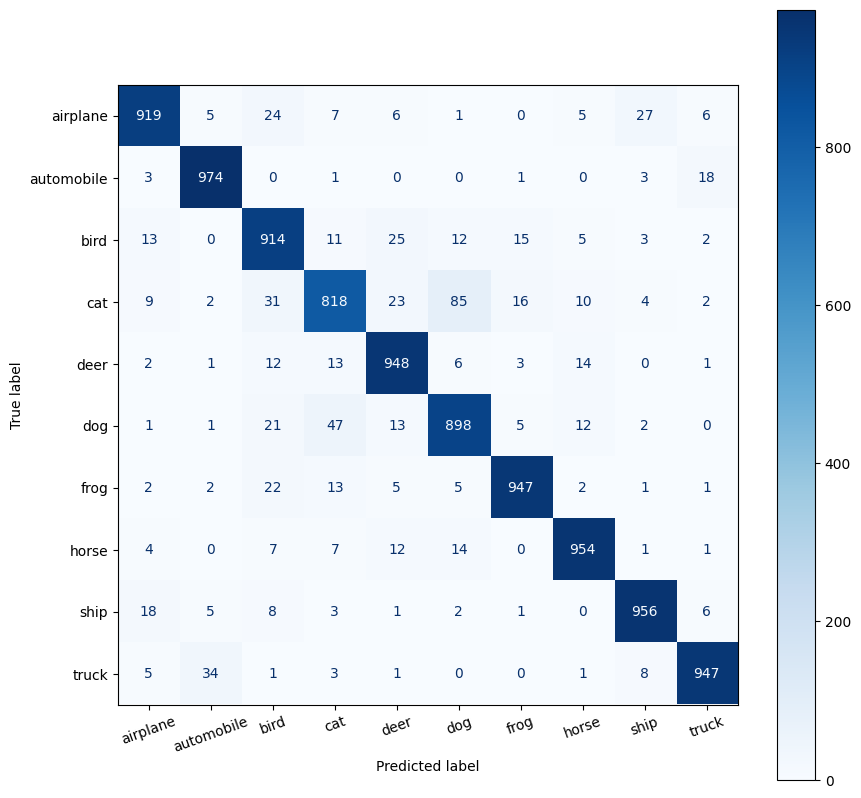 airplane 919 5 24 7 6 1 0 5 27 6
automobile 3 974 0 1 0 0 1 0 3 18
bird 13 0 914 11 25 12 15 5 3 2
cat 9 2 31 818 23 85 16 10 4 2
deer 2 1 12 13 948 6 3 14 0 1
dog 1 1 21 47 13 898 5 12 2 0
frog 2 2 22 13 5 5 947 2 1 1
horse 4 0 7 7 12 14 0 954 1 1
ship 18 5 8 3 1 2 1 0 956 6
truck 5 34 1 3 1 0 0 1 8 947
airplane automobile bird cat deer dog frog horse ship truck
Predicted label
True label
800
600
400
200
0